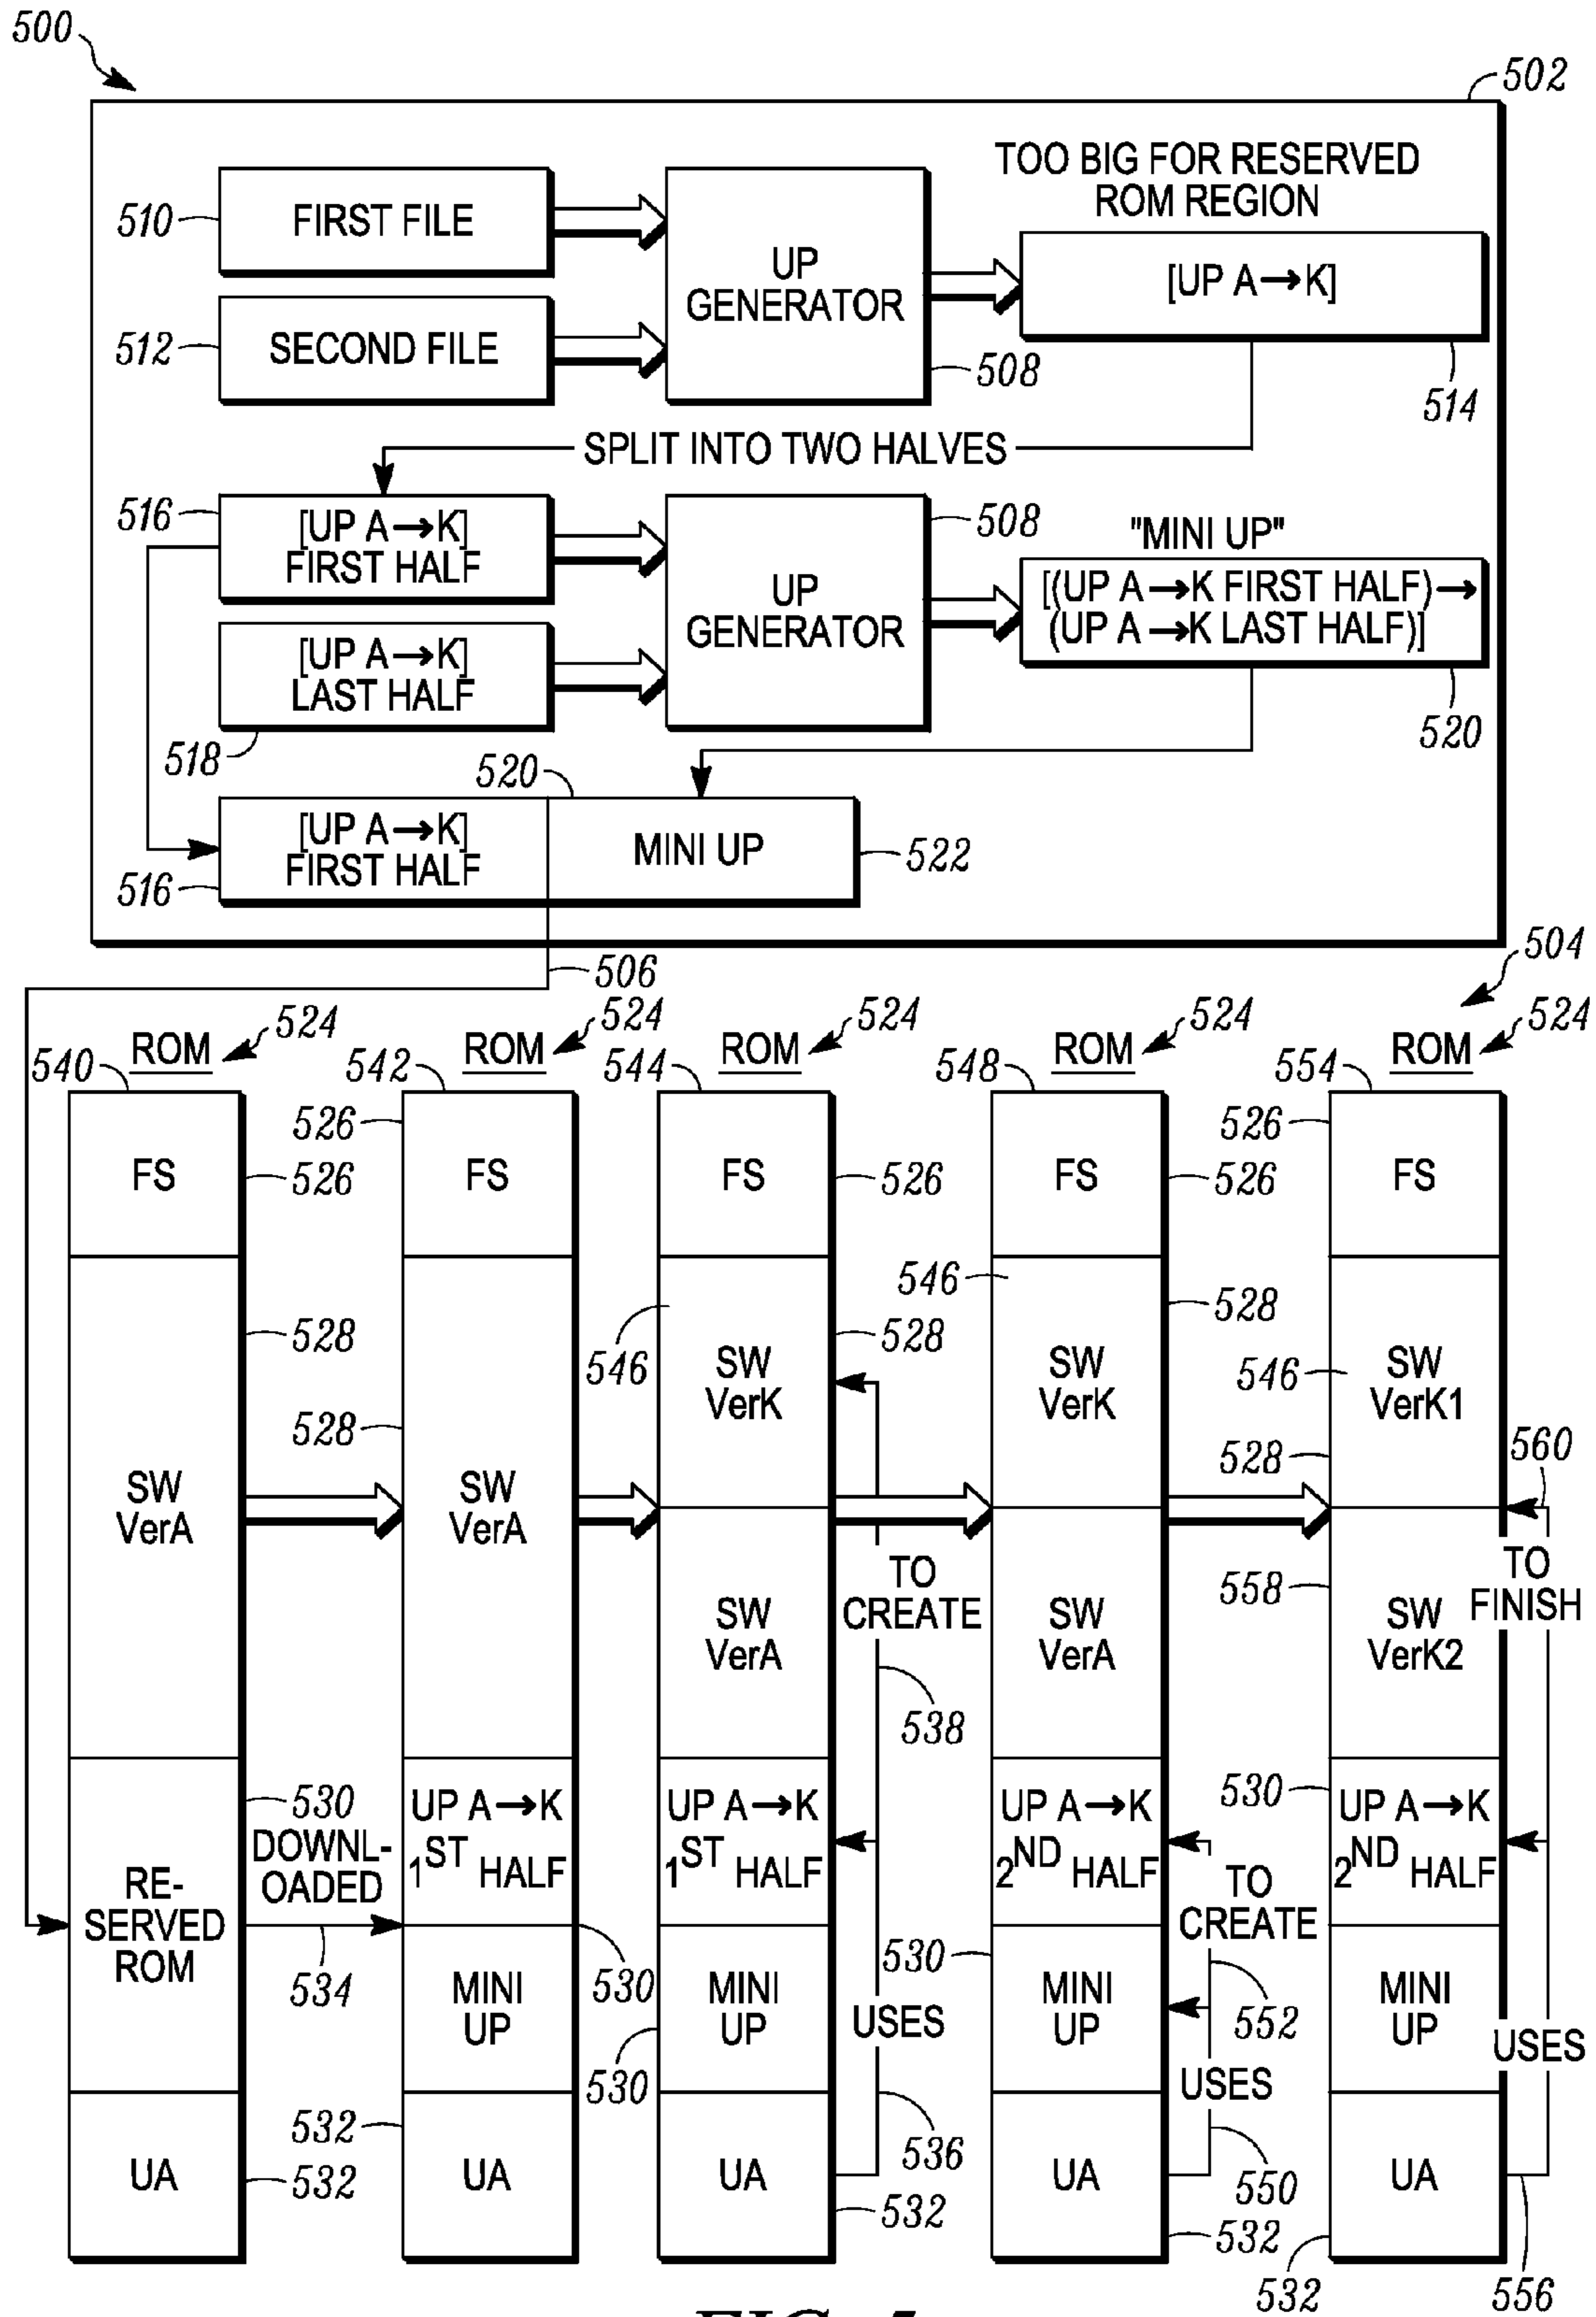 500
502
TOO BIG FOR RESERVED
ROM REGION
510
FIRST FILE
UP
GENERATOR
[UP A→K]
512
SECOND FILE
508
514
SPLIT INTO TWO HALVES
516
[UP A→K]
FIRST HALF
508
"MINI UP"
UP
GENERATOR
[(UP A→K FIRST HALF)→
(UP A→K LAST HALF)]
[UP A→K]
LAST HALF
518
520
520
[UP A→K]
FIRST HALF
MINI UP
522
516
506
504
ROM
524
ROM
524
ROM
524
ROM
524
ROM
524
540
542
544
548
554
526
526
FS
526
FS
FS
526
FS
526
FS
546
528
528
528
546
SW
VerK
SW
VerK
546
SW
VerK1
528
528
560
SW
VerA
SW
VerA
TO
CREATE
TO
FINISH
558
SW
VerA
SW
VerA
SW
VerK2
538
530
530
DOWNL-
OADED
UP A→K
1ST HALF
UP A→K
1ST HALF
UP A→K
2ND HALF
UP A→K
2ND HALF
RE-
SERVED
ROM
TO
CREATE
534
530
530
MINI
UP
MINI
UP
MINI
UP
MINI
UP
552
USES
USES
530
USES
532
536
UA
532
UA
UA
532
UA
550
532
UA
532
556